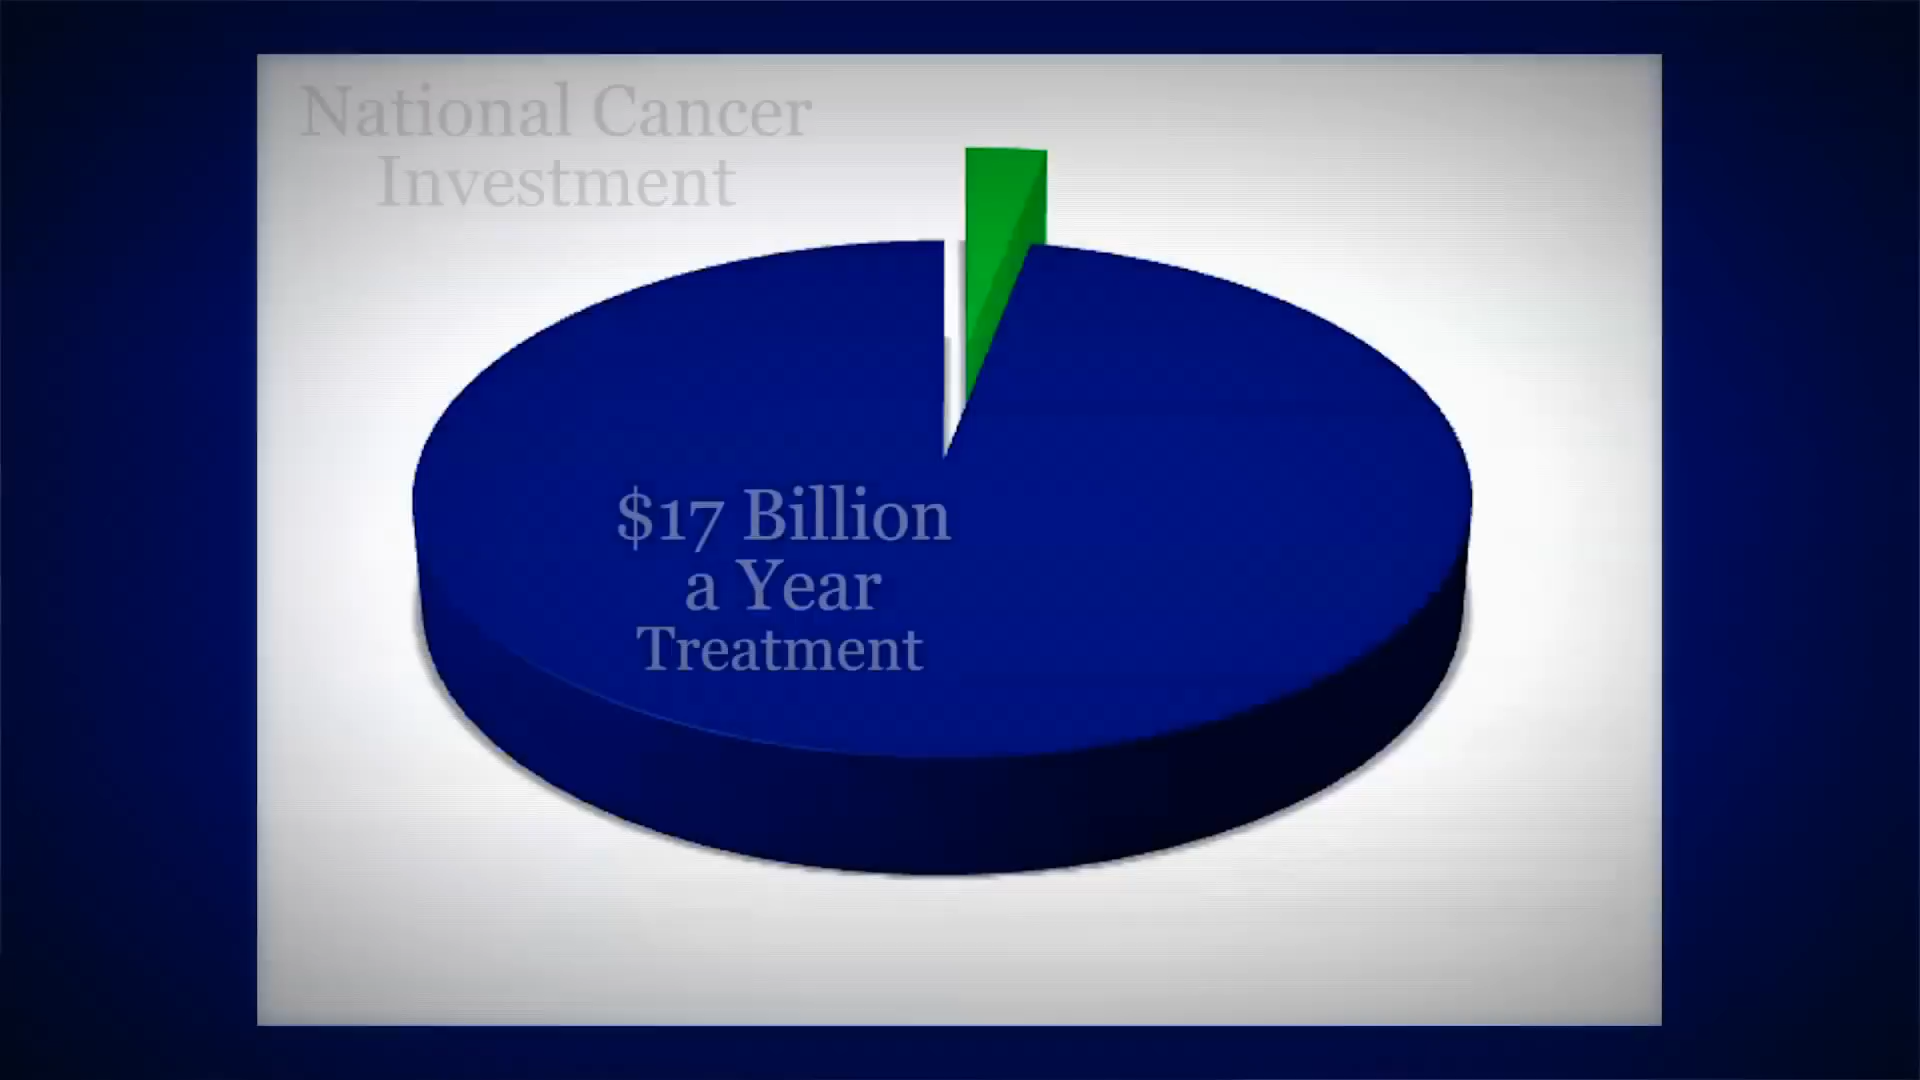 National Cancer
Investment
$17 Billion
a Year
Treatment